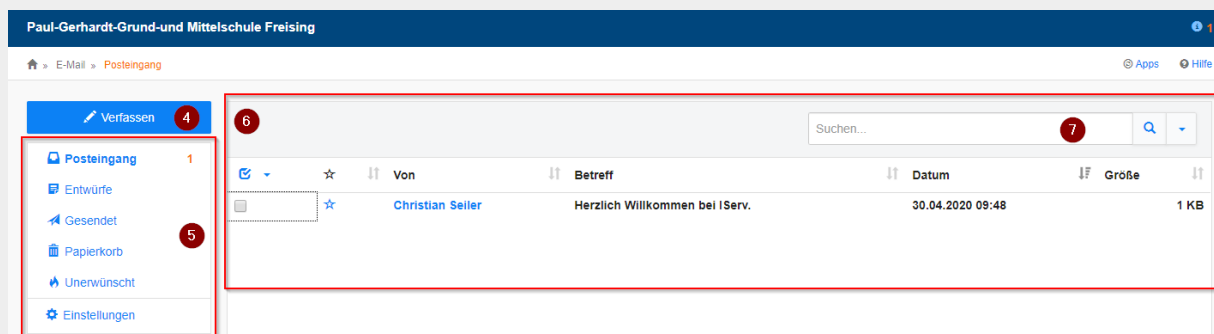 Paul-Gerhardt-Grund-und Mittelschule Freising
1
» E-Mail » Posteingang
Apps Hilfe
Verfassen 4
6
Suchen... 7
Posteingang 1
Von Betreff Datum Größe
Entwürfe
Christian Seiler Herzlich Willkommen bei IServ. 30.04.2020 09:48 1 KB
Gesendet
5
Papierkorb
Unerwünscht
Einstellungen